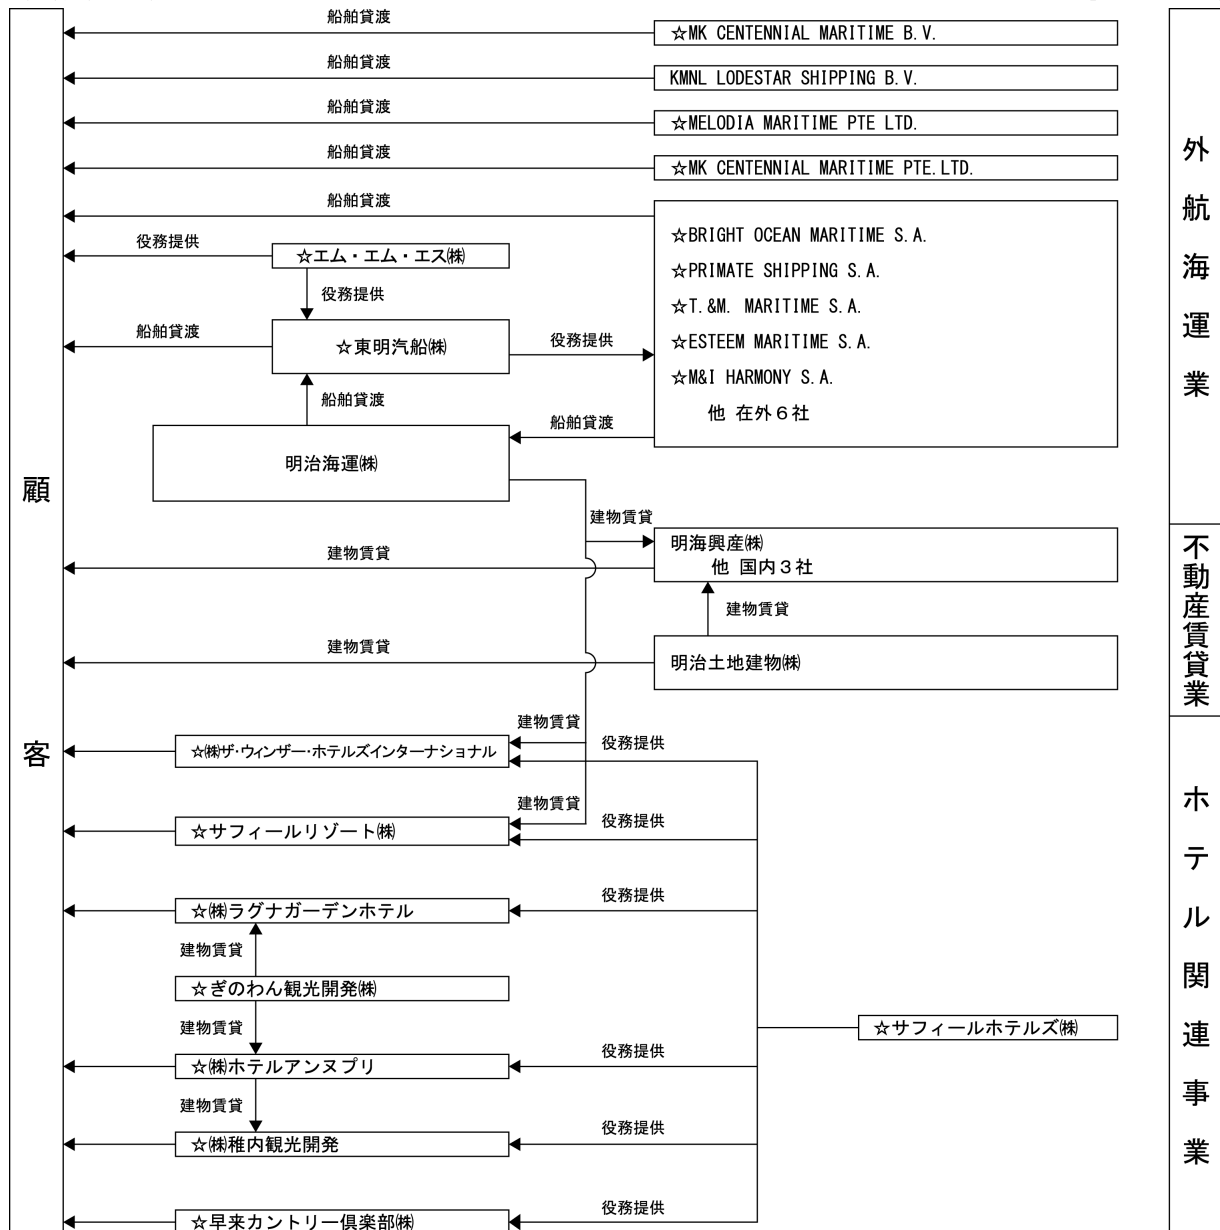 船舶貸渡
☆MK CENTENNIAL MARITIME B.V.
船舶貸渡
KMNL LODESTAR SHIPPING B.V.
船舶貸渡
☆MELODIA MARITIME PTE LTD.
船舶貸渡
☆MK CENTENNIAL MARITIME PTE.LTD.
船舶貸渡
☆BRIGHT OCEAN MARITIME S.A.
☆PRIMATE SHIPPING S.A.
☆T.&M. MARITIME S.A.
☆ESTEEM MARITIME S.A.
☆M&I HARMONY S.A.
他 在外6社
役務提供
☆エム・エム・エス㈱
役務提供
船舶貸渡
☆東明汽船㈱
役務提供
船舶貸渡
船舶貸渡
明治海運㈱
建物賃貸
明海興産㈱
他 国内3社
建物賃貸
建物賃貸
建物賃貸
明治土地建物㈱
建物賃貸
役務提供
☆㈱ザ・ウィンザー・ホテルズインターナショナル
建物賃貸
役務提供
☆サフィールリゾート㈱
役務提供
☆㈱ラグナガーデンホテル
建物賃貸
☆ぎのわん観光開発㈱
建物賃貸
☆サフィールホテルズ㈱
役務提供
☆㈱ホテルアンヌプリ
建物賃貸
役務提供
☆㈱稚内観光開発
役務提供
☆早来カントリー倶楽部㈱
顧客
外航海運業
不動産賃貸業
ホテル関連事業